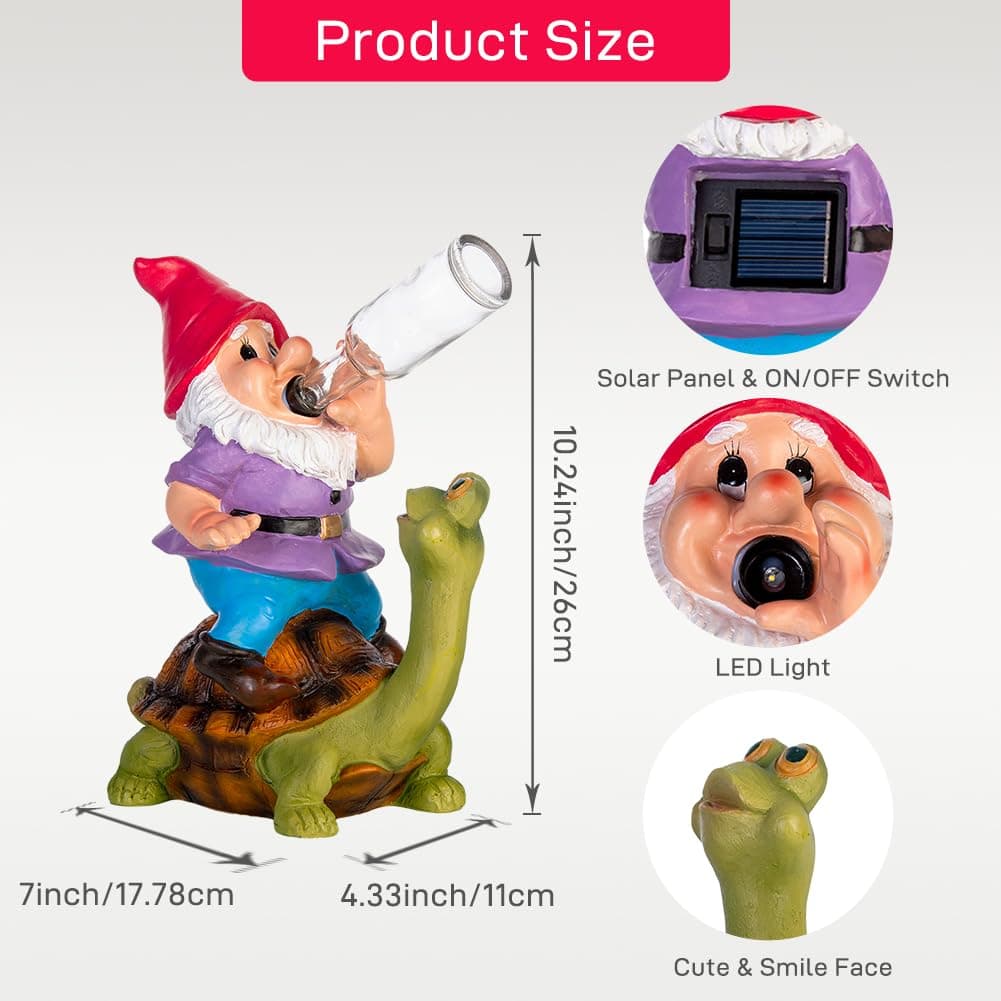 Product Size
Solar Panel & ON/OFF Switch
10.24inch/26cm
LED Light
7inch/17.78cm
4.33inch/11cm
Cute & Smile Face